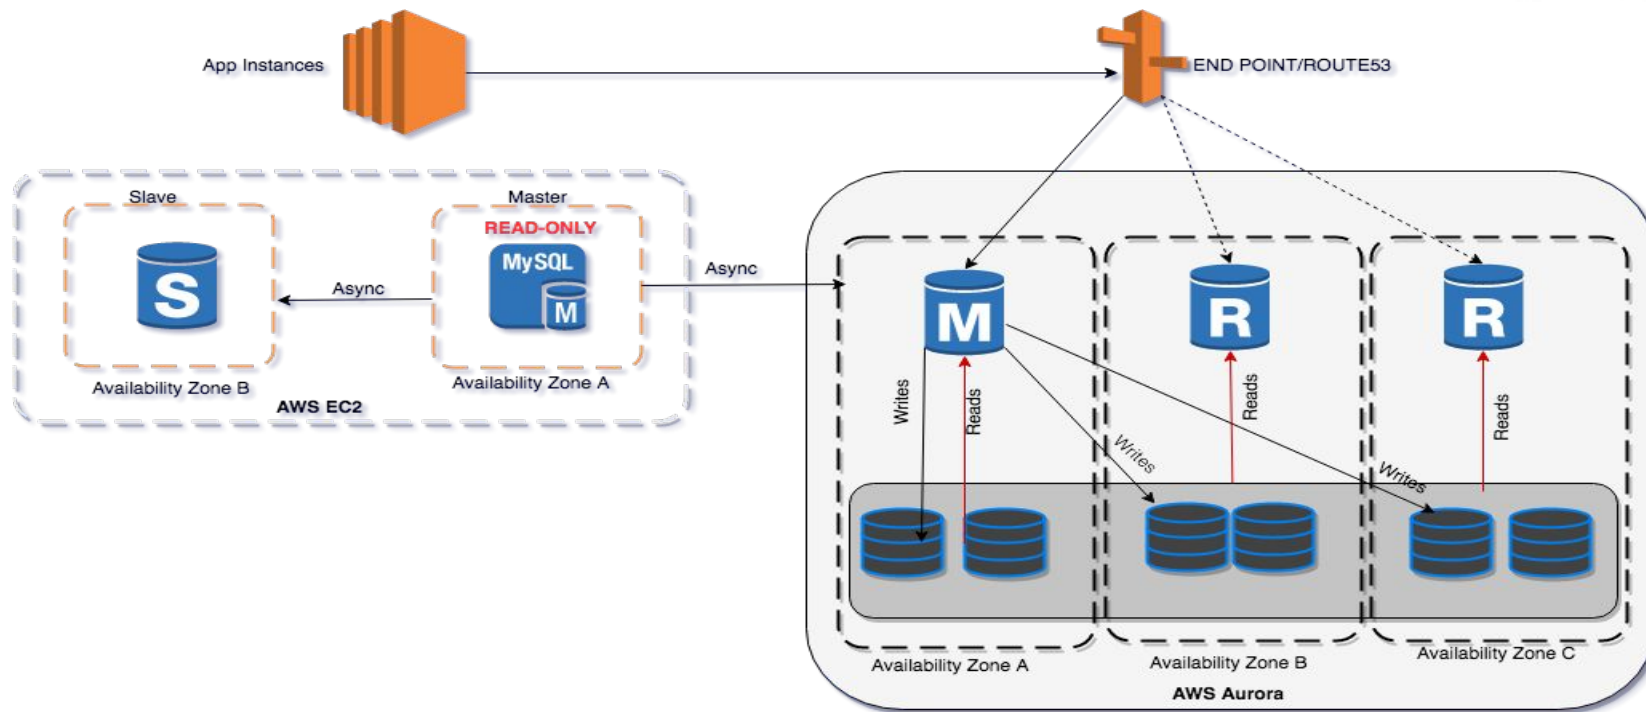 App Instances
END POINT/ROUTE53
Slave
Master
READ-ONLY
MySQL
M
S
Async
Async
Availability Zone B
Availability Zone A
AWS EC2
M
R
R
Writes
Reads
Writes
Reads
Writes
Reads
Availability Zone A
Availability Zone B
Availability Zone C
AWS Aurora